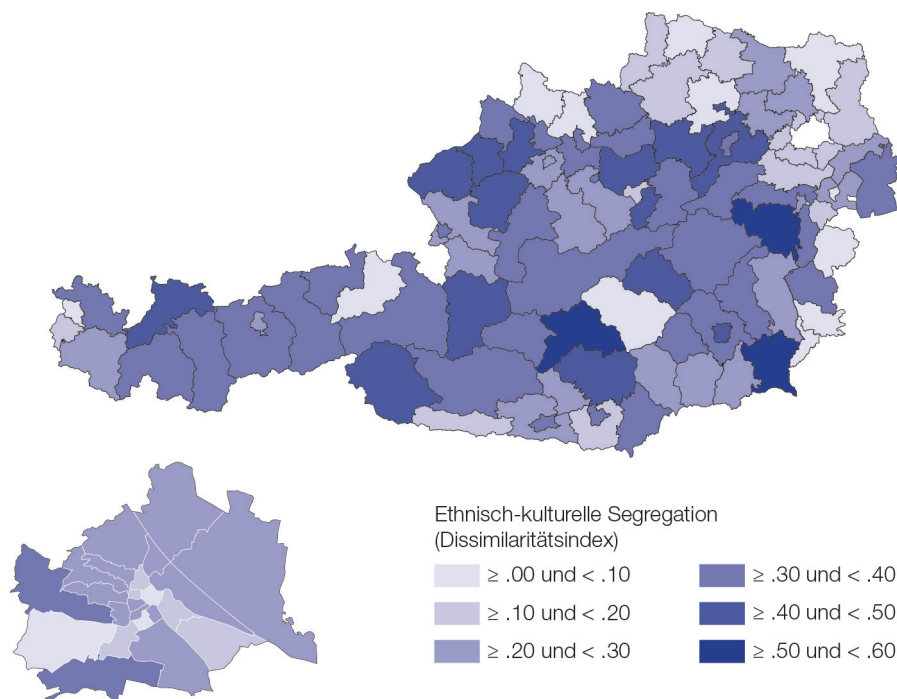 Ethnisch-kulturelle Segregation
(Dissimilaritätsindex)
≥ .00 und < .10
≥ .30 und < .40
≥ .10 und < .20
≥ .40 und < .50
≥ .20 und < .30
≥ .50 und < .60